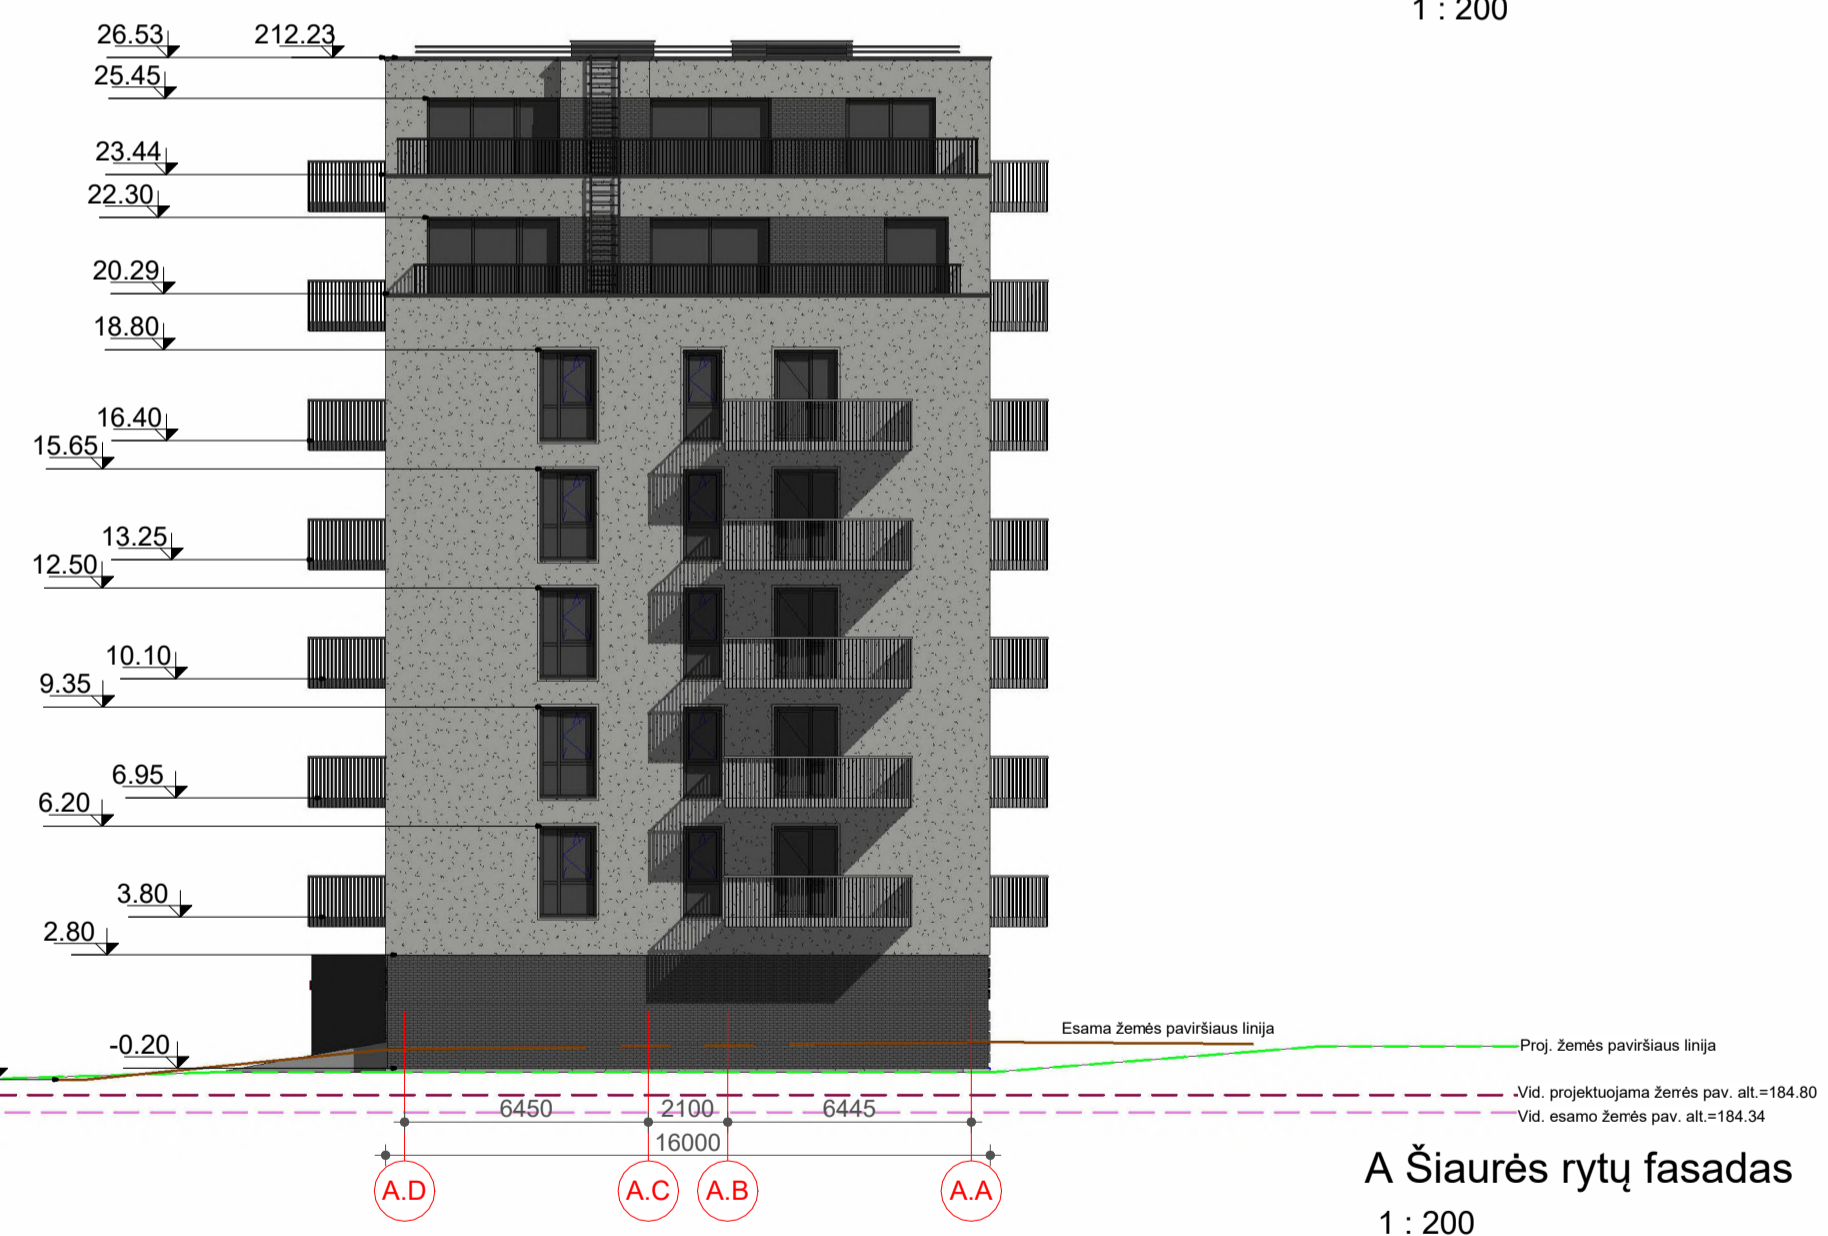 1 : 200
26.53
212.23
25.45
23.44
22.30
20.29
18.80
16.40
15.65
13.25
12.50
10.10
9.35
6.95
6.20
3.80
2.80
-0.20
Esama žemės paviršiaus linija
Proj. žemės paviršiaus linija
Vid. projektuojama žemės pav. alt.=184.80
Vid. esamo žemės pav. alt.=184.34
6450
2100
6445
16000
A.D
A.C
A.B
A.A
A Šiaurės rytų fasadas
1 : 200